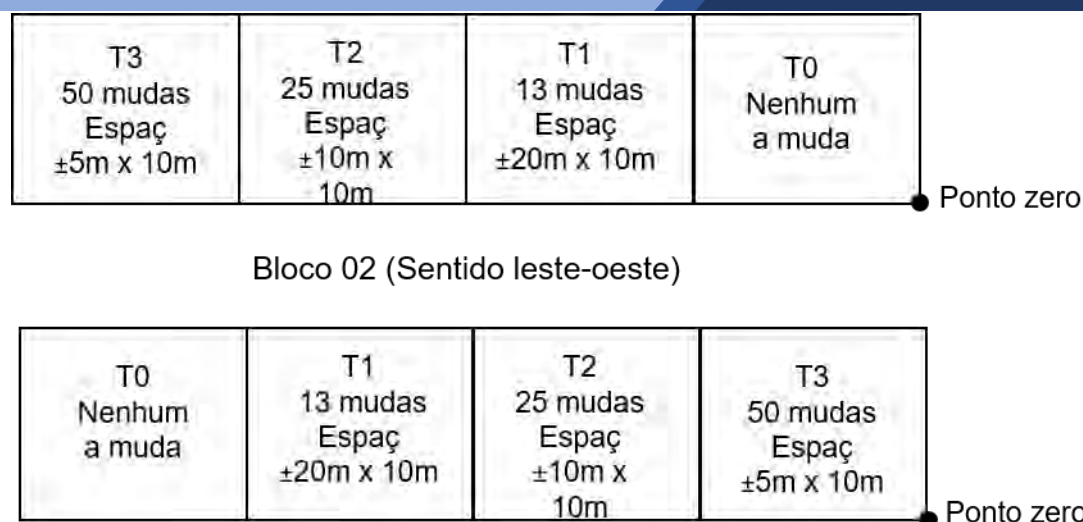 T3
50 mudas
Espaç
±5m x 10m
T2
25 mudas
Espaç
±10m x
10m
T1
13 mudas
Espaç
±20m x 10m
T0
Nenhum
a muda
Ponto zero
Bloco 02 (Sentido leste-oeste)
T0
Nenhum
a muda
T1
13 mudas
Espaç
±20m x 10m
T2
25 mudas
Espaç
±10m x
10m
T3
50 mudas
Espaç
±5m x 10m
Ponto zero